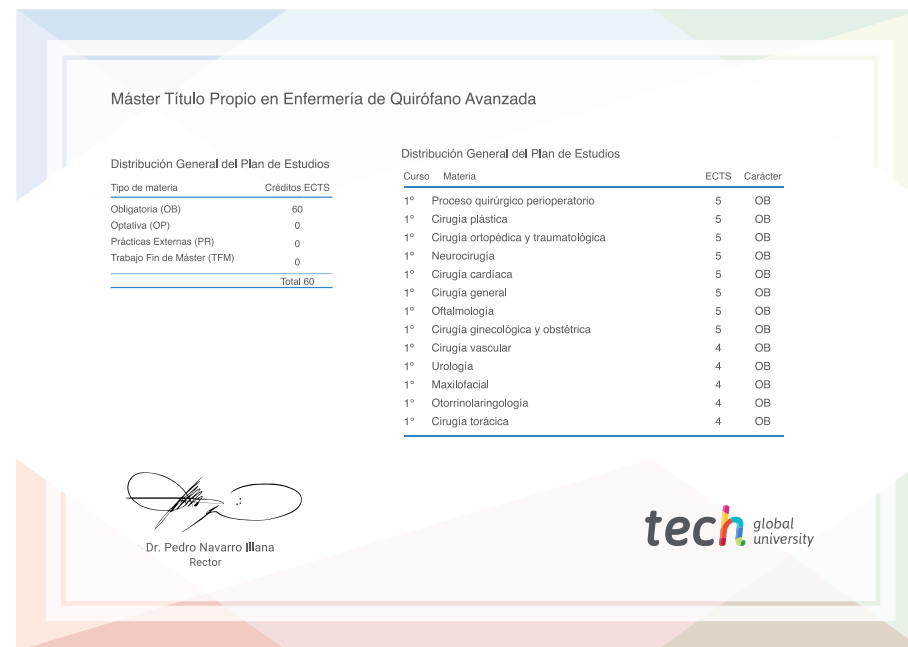 Máster Título Propio en Enfermería de Quirófano Avanzada
Distribución General del Plan de Estudios
Tipo de materia Créditos ECTS
Obligatoria (OB) 60
Optativa (OP) 0
Prácticas Externas (PR) 0
Trabajo Fin de Máster (TFM) 0
Total 60
Distribución General del Plan de Estudios
Curso Materia ECTS Carácter
1º Proceso quirúrgico perioperatorio 5 OB
1º Cirugía plástica 5 OB
1º Cirugía ortopédica y traumatológica 5 OB
1º Neurocirugía 5 OB
1º Cirugía cardíaca 5 OB
1º Cirugía general 5 OB
1º Oftalmología 5 OB
1º Cirugía ginecológica y obstétrica 5 OB
1º Cirugía vascular 4 OB
1º Urología 4 OB
1º Maxilofacial 4 OB
1º Otorrinolaringología 4 OB
1º Cirugía torácica 4 OB
Dr. Pedro Navarro Illana
Rector
tech global
university